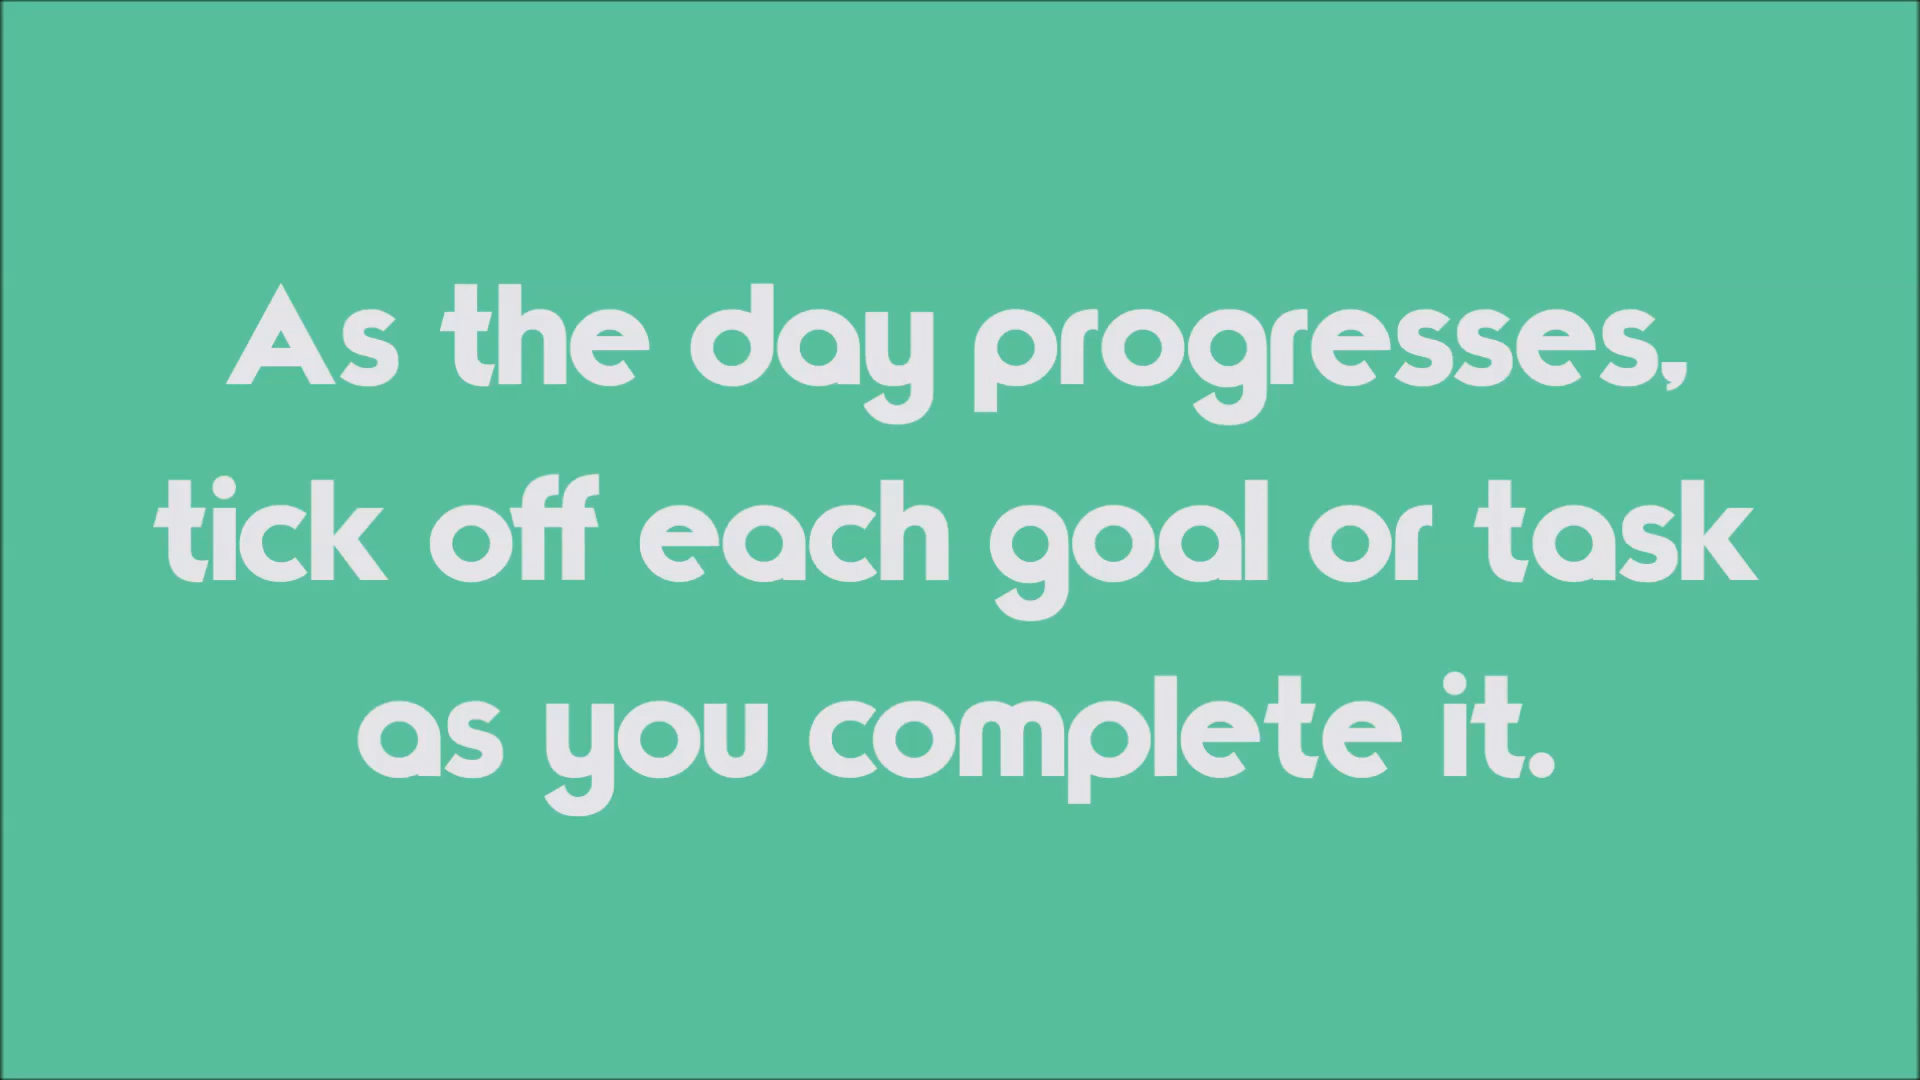 As the day progresses,
tick off each goal or task
as you complete it.